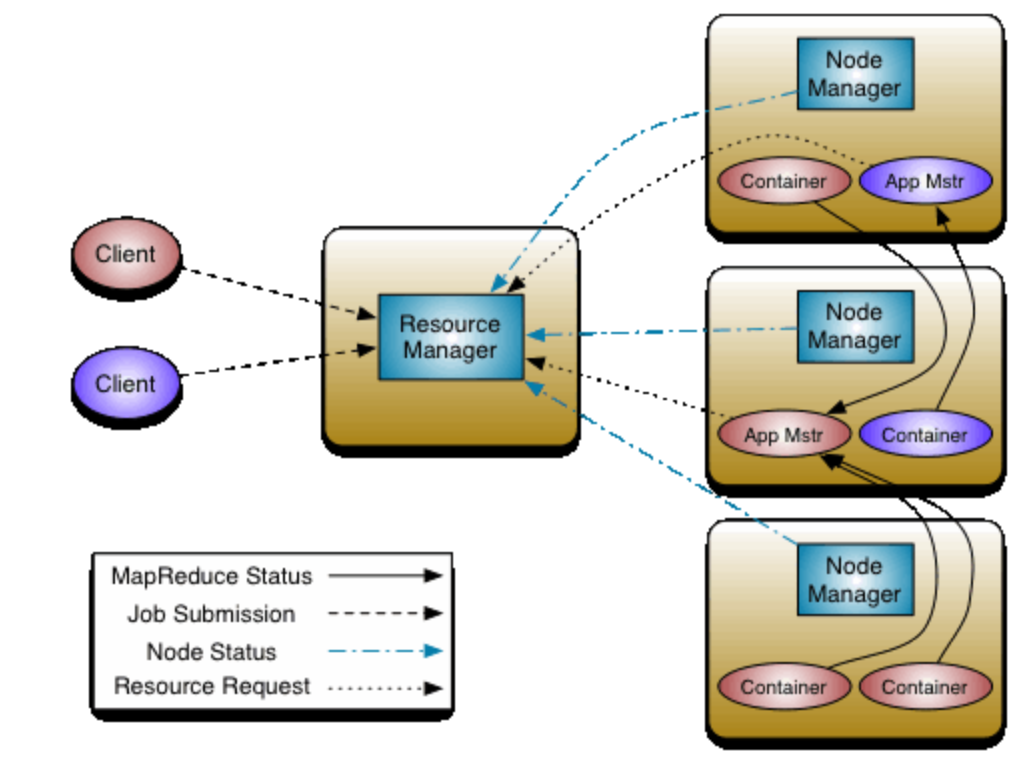 Node
Manager
Container
App Mstr
Client
Resource
Manager
Client
Node
Manager
App Mstr
Container
MapReduce Status
Job Submission
Node Status
Resource Request
Node
Manager
Container
Container